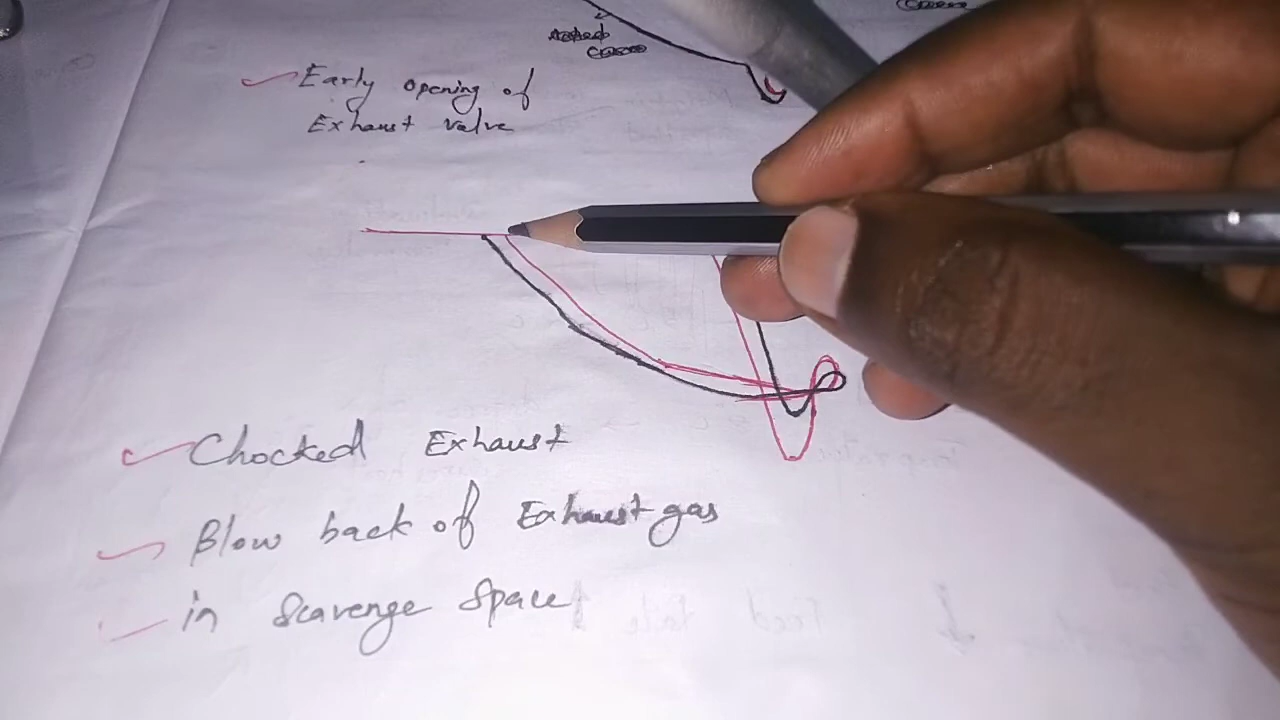 Early opening of
Exhaust valve
Chocked Exhaust
Blow back of Exhaust gas
in Scavenge Space